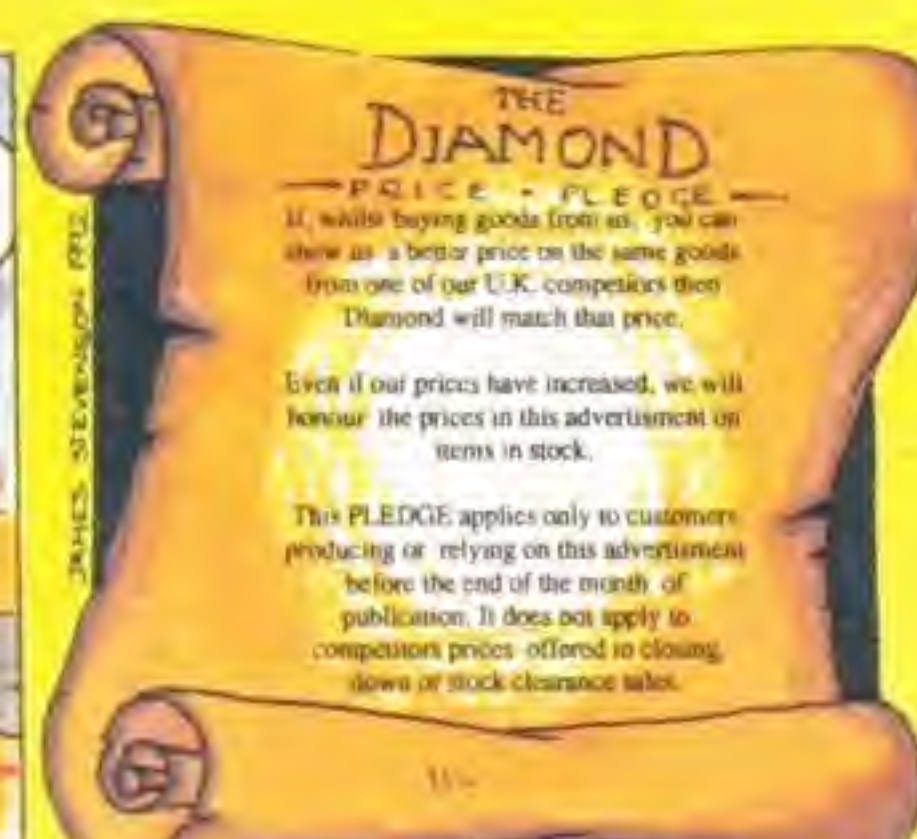 THE
DIAMOND
PRICE - PLEDGE
If, whilst buying goods from us, you can
show us a better price on the same goods
from one of our U.K. competitors then
Diamond will match that price.
Even if our prices have increased, we will
honour the prices in this advertisment on
items in stock.
This PLEDGE applies only to customers
producing or relying on this advertisment
before the end of the month of
publication. It does not apply to
competitors prices offered in closing
down or stock clearance sales.
JAMES STEVENSON 1992